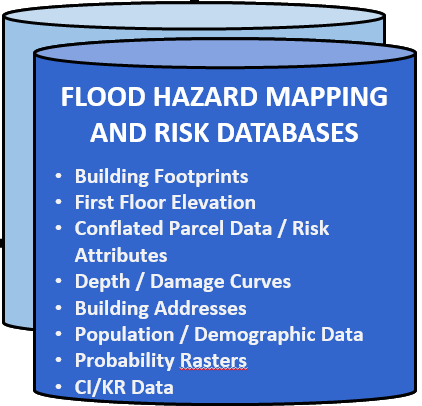 FLOOD HAZARD MAPPING
AND RISK DATABASES
• Building Footprints
• First Floor Elevation
• Conflated Parcel Data / Risk
Attributes
• Depth / Damage Curves
• Building Addresses
• Population / Demographic Data
• Probability Rasters
• CI/KR Data